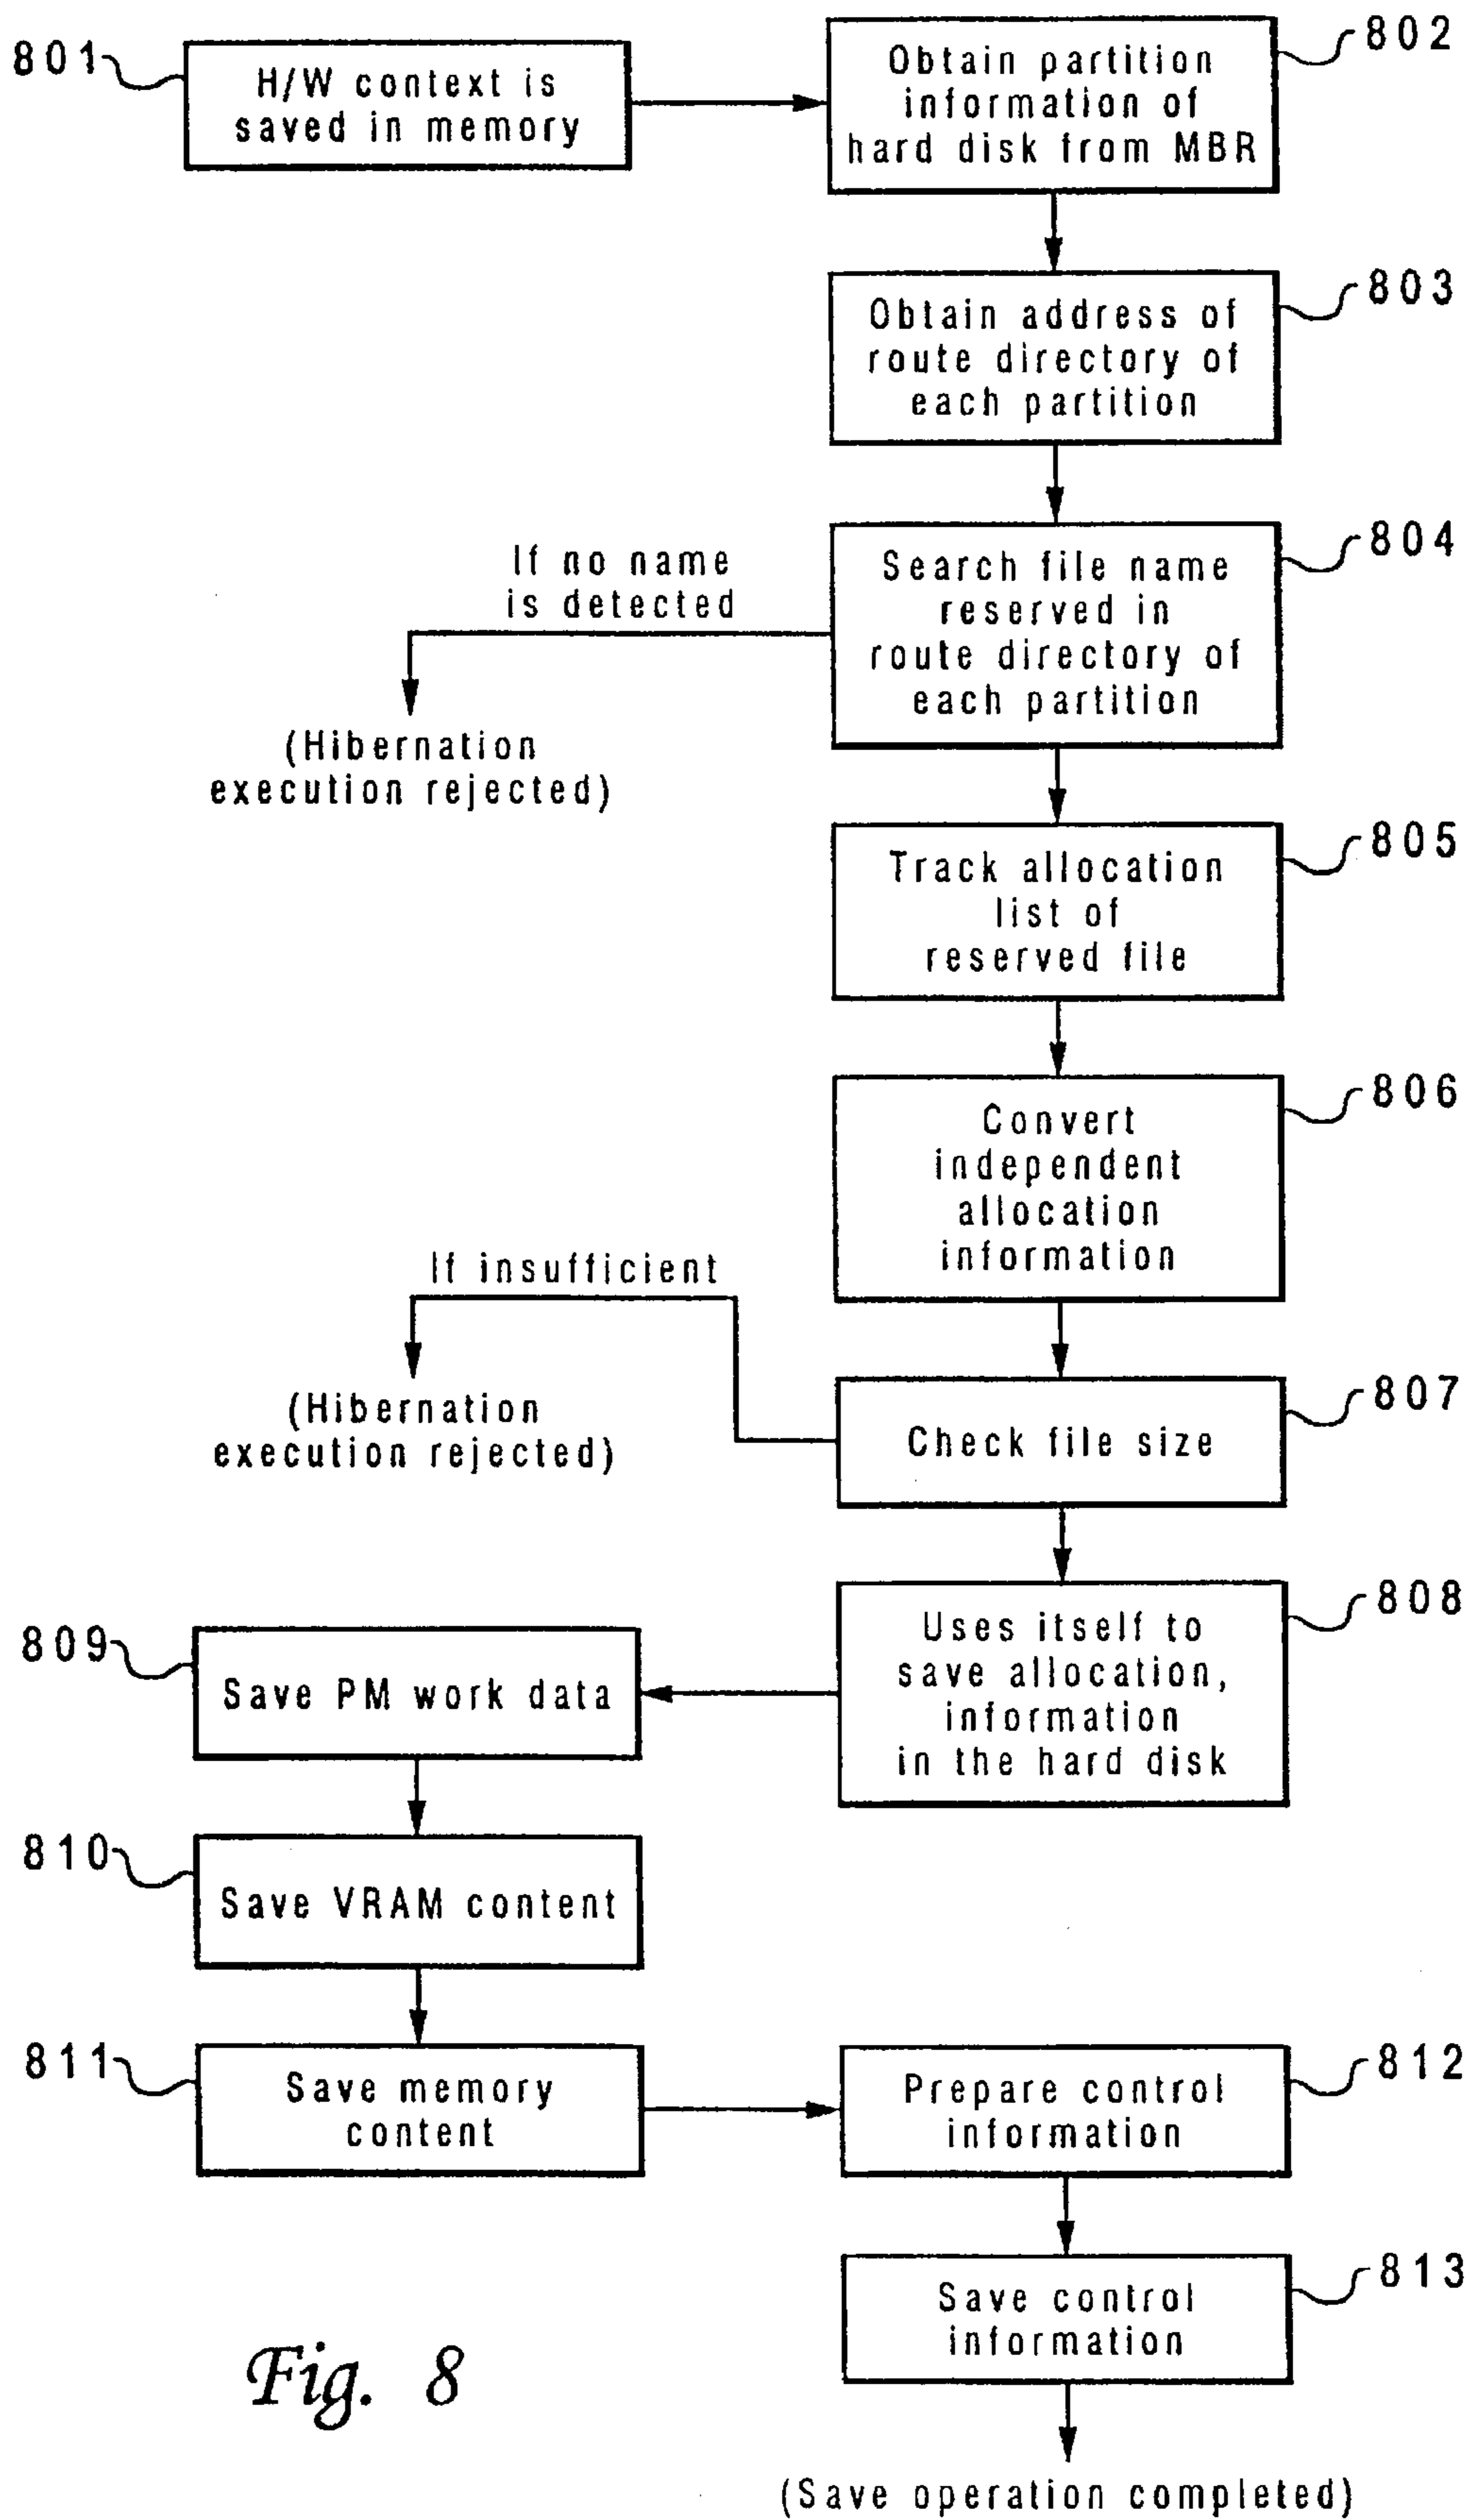 801
H/W context is
saved in memory
802
Obtain partition
information of
hard disk from MBR
803
Obtain address of
route directory of
each partition
804
Search file name
reserved in
route directory of
each partition
If no name
is detected
(Hibernation
execution rejected)
805
Track allocation
list of
reserved file
806
Convert
independent
allocation
information
If insufficient
(Hibernation
execution rejected)
807
Check file size
808
Uses itself to
save allocation,
information
in the hard disk
809
Save PM work data
810
Save VRAM content
811
Save memory
content
812
Prepare control
information
813
Save control
information
(Save operation completed)
Fig. 8